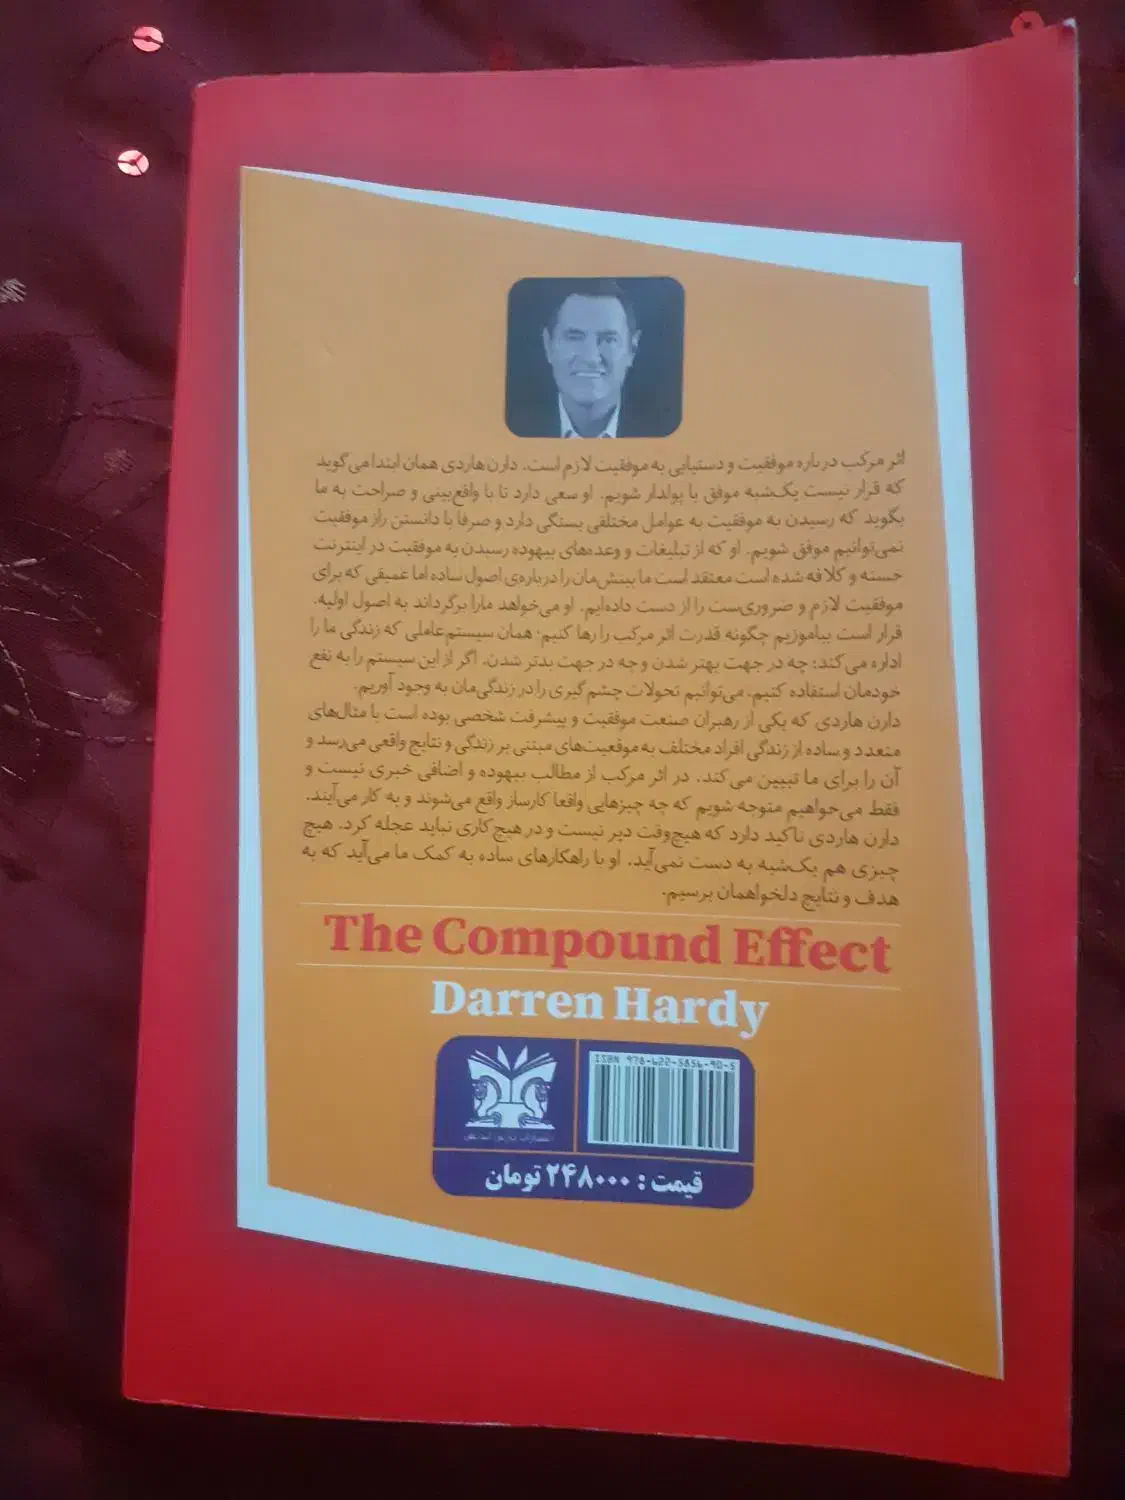 اثر مرکب درباره موفقیت و دستیابی به موفقیت لازم است. دارن هاردی همان ابتدا می‌گوید
که قرار نیست یک‌شبه موفق یا پولدار شویم. او سعی دارد تا با واقع‌بینی و صراحت به ما
بگوید که رسیدن به موفقیت به عوامل مختلفی بستگی دارد و صرفا با دانستن راز موفقیت
نمی‌توانیم موفق شویم. او که از تبلیغات و وعده‌های بیهوده رسیدن به موفقیت در اینترنت
خسته و کلافه شده است معتقد است ما بینش‌مان را درباره‌ی اصول ساده اما عمیقی که برای
موفقیت لازم و ضروری‌ست را از دست داده‌ایم. او می‌خواهد مارا برگرداند به اصول اولیه.
قرار است بیاموزیم چگونه قدرت اثر مرکب را رها کنیم؛ همان سیستم‌عاملی که زندگی ما را
اداره می‌کند؛ چه در جهت بهتر شدن و چه در جهت بدتر شدن. اگر از این سیستم را به نفع
خودمان استفاده کنیم، می‌توانیم تحولات چشم‌گیری را در زندگی‌مان به وجود آوریم.
دارن هاردی که یکی از رهبران صنعت موفقیت و پیشرفت شخصی بوده است با مثال‌های
متعدد و ساده از زندگی افراد مختلف به موقعیت‌های مبتنی بر زندگی و نتایج واقعی می‌رسد و
آن را برای ما تبیین می‌کند. در اثر مرکب از مطالب بیهوده و اضافی خبری نیست و
فقط می‌خواهیم متوجه شویم که چه چیزهایی واقعا کارساز واقع می‌شوند و به کار می‌آیند.
دارن هاردی تاکید دارد که هیچ‌وقت دیر نیست و در هیچ کاری نباید عجله کرد. هیچ
چیزی هم یک‌شبه به دست نمی‌آید. او با راهکارهای ساده به کمک ما می‌آید که به
هدف و نتایج دلخواهمان برسیم.
The Compound Effect
Darren Hardy
ISBN 978-622-5856-90-5
قیمت : ۲۴۸۰۰۰ تومان